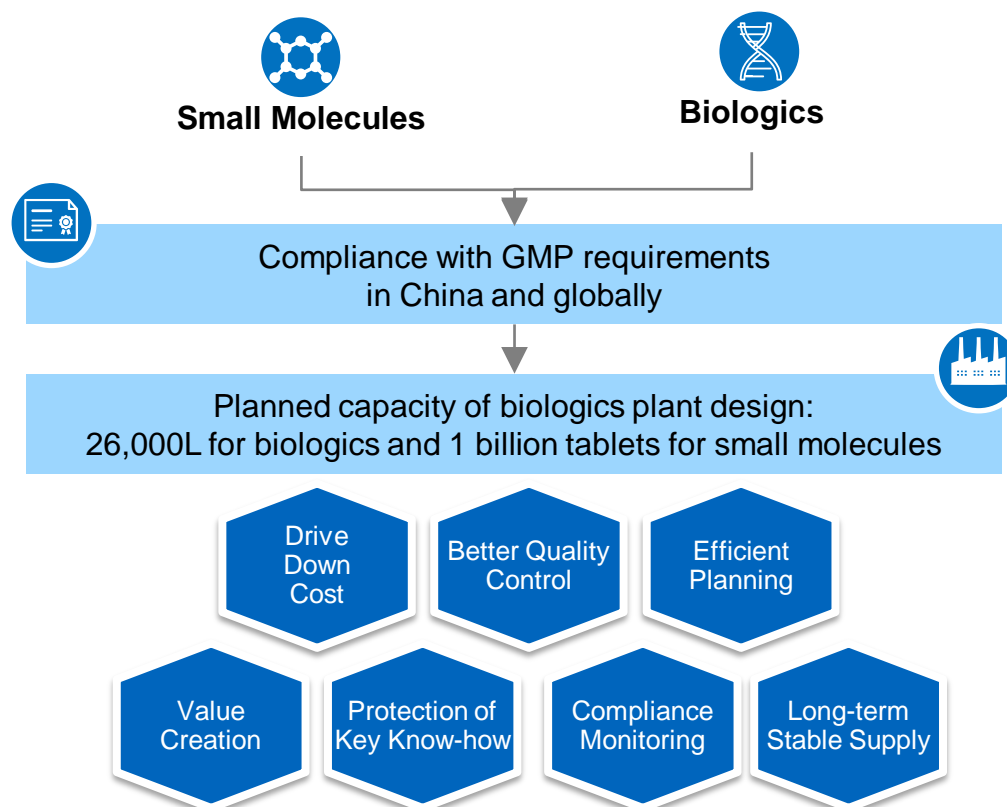 Small Molecules
Biologics
Compliance with GMP requirements
in China and globally
Planned capacity of biologics plant design:
26,000L for biologics and 1 billion tablets for small molecules
Drive
Down
Cost
Better Quality
Control
Efficient
Planning
Value
Creation
Protection of
Key Know-how
Compliance
Monitoring
Long-term
Stable Supply